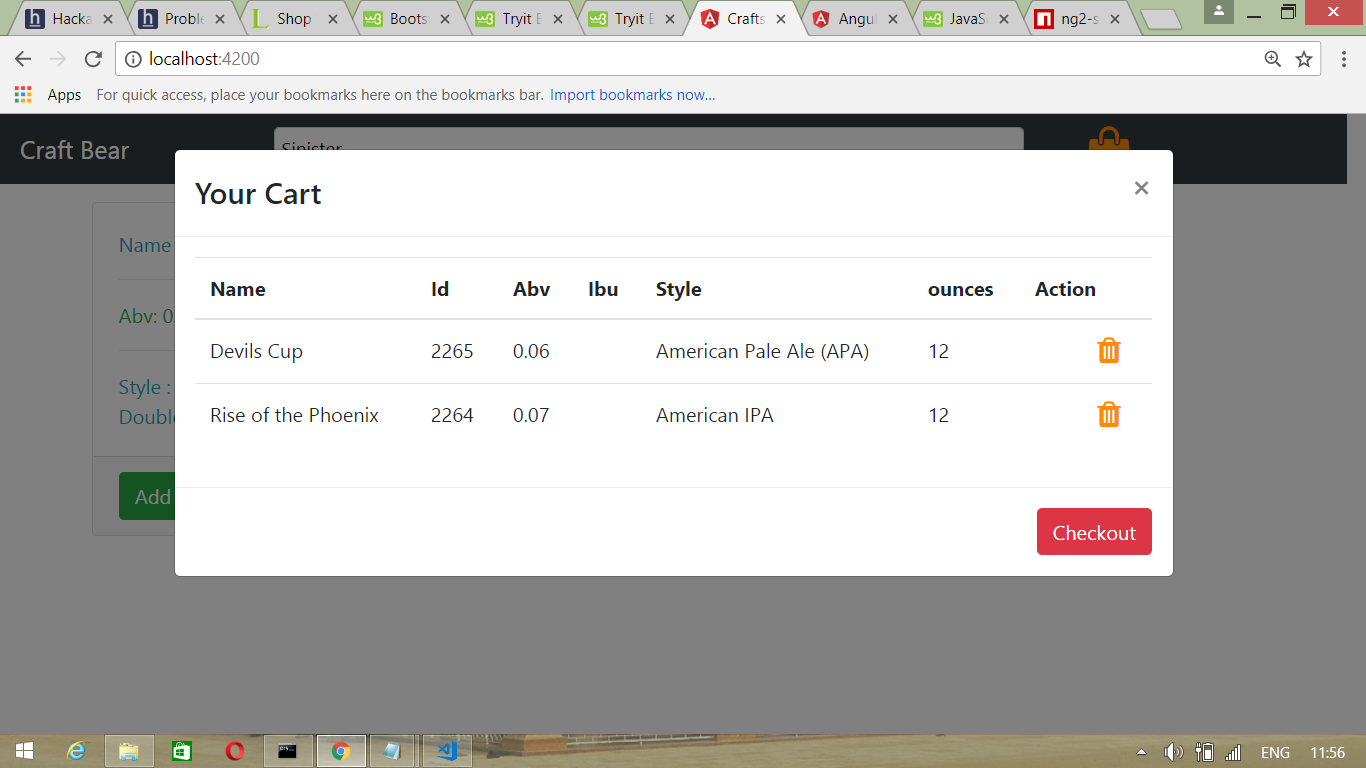 Hacka Proble Shop Boots Tryit E Tryit E Crafts Angul JavaSc ng2-s
localhost:4200
Apps For quick access, place your bookmarks here on the bookmarks bar. Import bookmarks now...
Craft Bear Sinister
Your Cart ×
Name
Abv: 0
Style :
Double
Add
Name Id Abv Ibu Style ounces Action
Devils Cup 2265 0.06 American Pale Ale (APA) 12
Rise of the Phoenix 2264 0.07 American IPA 12
Checkout
ENG 11:56